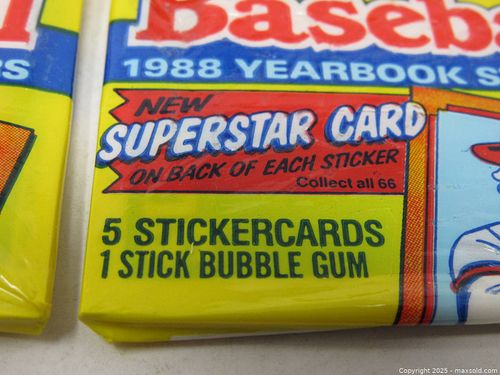 Baseb
1988 YEARBOOK S
RS
NEW
SUPERSTAR CARD
ON BACK OF EACH STICKER
Collect all 66
5 STICKERCARDS
1 STICK BUBBLE GUM
Copyright 2025 - maxsold.com